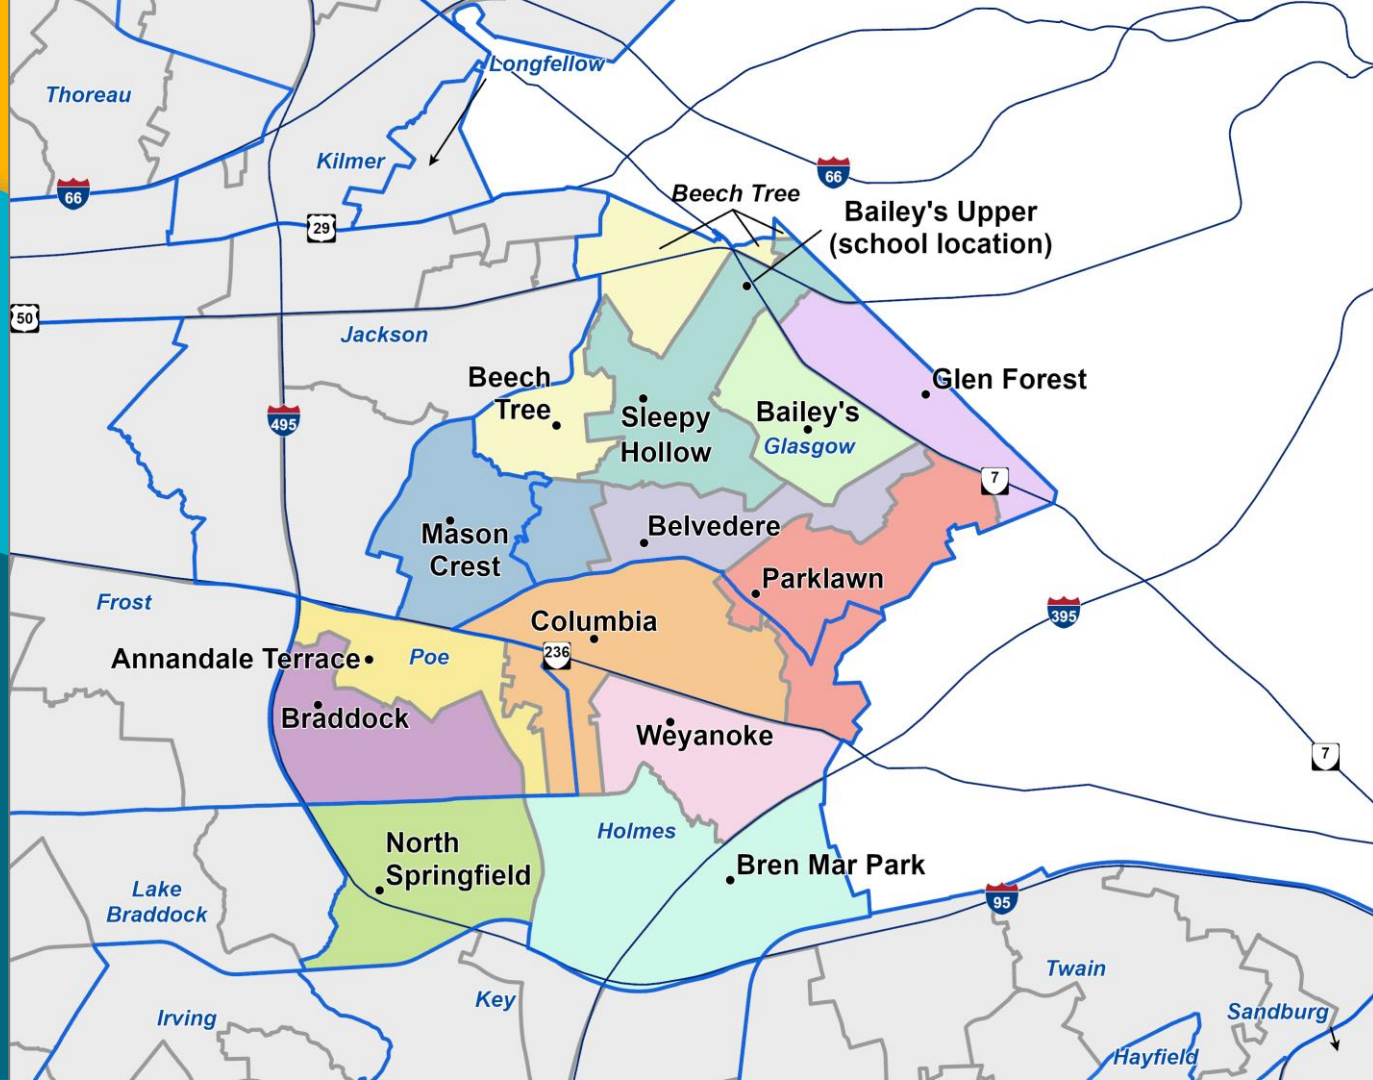 Longfellow
Thoreau
Kilmer
66
66
Beech Tree
Bailey's Upper
(school location)
29
50
Jackson
Beech
Tree
Glen Forest
495
Sleepy
Hollow
Bailey's
Glasgow
7
Mason
Crest
Belvedere
Parklawn
Frost
395
Columbia
236
Annandale Terrace
Poe
Braddock
Weyanoke
7
Holmes
North
Springfield
Bren Mar Park
Lake
Braddock
95
Twain
Key
Irving
Sandburg
Hayfield